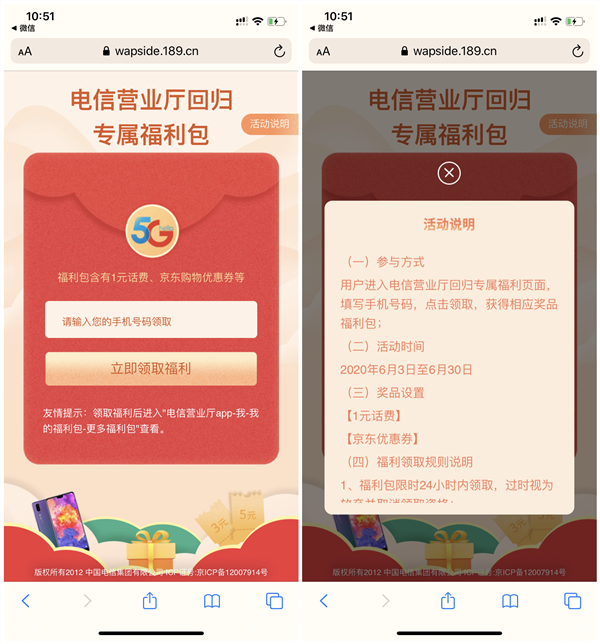 10:51
◀ 微信
AA
wapside.189.cn
电信营业厅回归
专属福利包
活动说明
5G
hello
福利包含有1元话费、京东购物优惠券等
请输入您的手机号码领取
立即领取福利
友情提示：领取福利后进入"电信营业厅app-我-我
的福利包-更多福利包"查看。
3元
5元
版权所有2012 中国电信集团有限公司 ICP
:京ICP备12007914号
10:51
◀ 微信
AA
wapside.189.cn
电信营业厅回归
专属福利包
活动说明
活动说明
（一）参与方式
用户进入电信营业厅回归专属福利页面，
填写手机号码，点击领取，获得相应奖品
福利包；
（二）活动时间
2020年6月3日至6月30日
（三）奖品设置
【1元话费】
【京东优惠券】
（四）福利领取规则说明
1、福利包限时24小时内领取，过时视为
放弃并取消领取资格；
版权所有2012 中国电信集团有限公司 ICP
:京ICP备12007914号